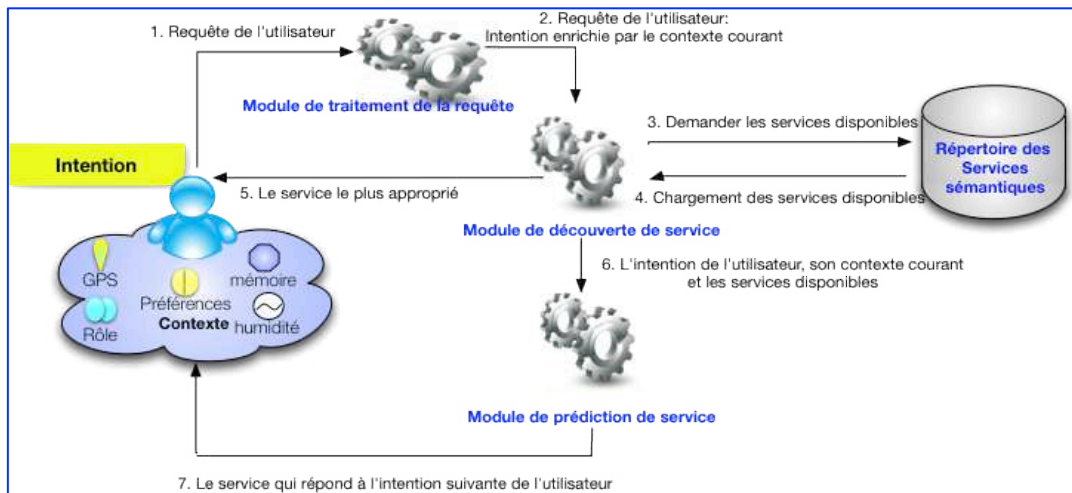 1. Requête de l'utilisateur
2. Requête de l'utilisateur:
Intention enrichie par le contexte courant
Module de traitement de la requête
3. Demander les services disponibles
Répertoire des
Services
sémantiques
Intention
5. Le service le plus approprié
4. Chargement des services disponibles
Module de découverte de service
6. L'intention de l'utilisateur, son contexte courant
et les services disponibles
GPS
mémoire
Préférences
Contexte
humidité
Rôle
Module de prédiction de service
7. Le service qui répond à l'intention suivante de l'utilisateur